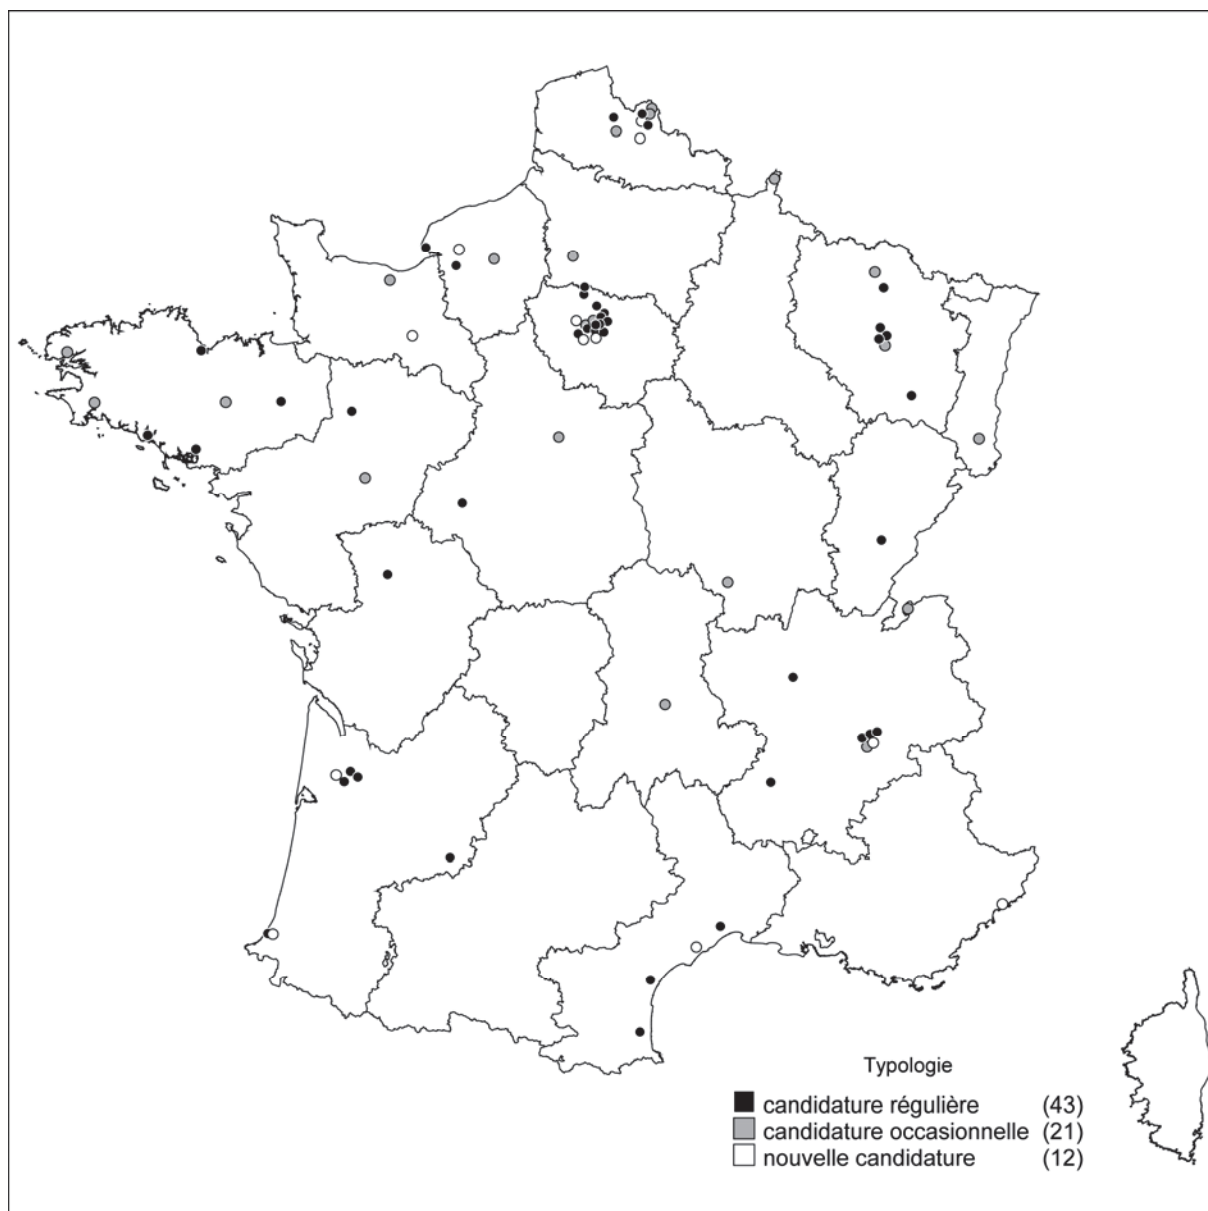 Typologie
candidature régulière (43)
candidature occasionnelle (21)
nouvelle candidature (12)